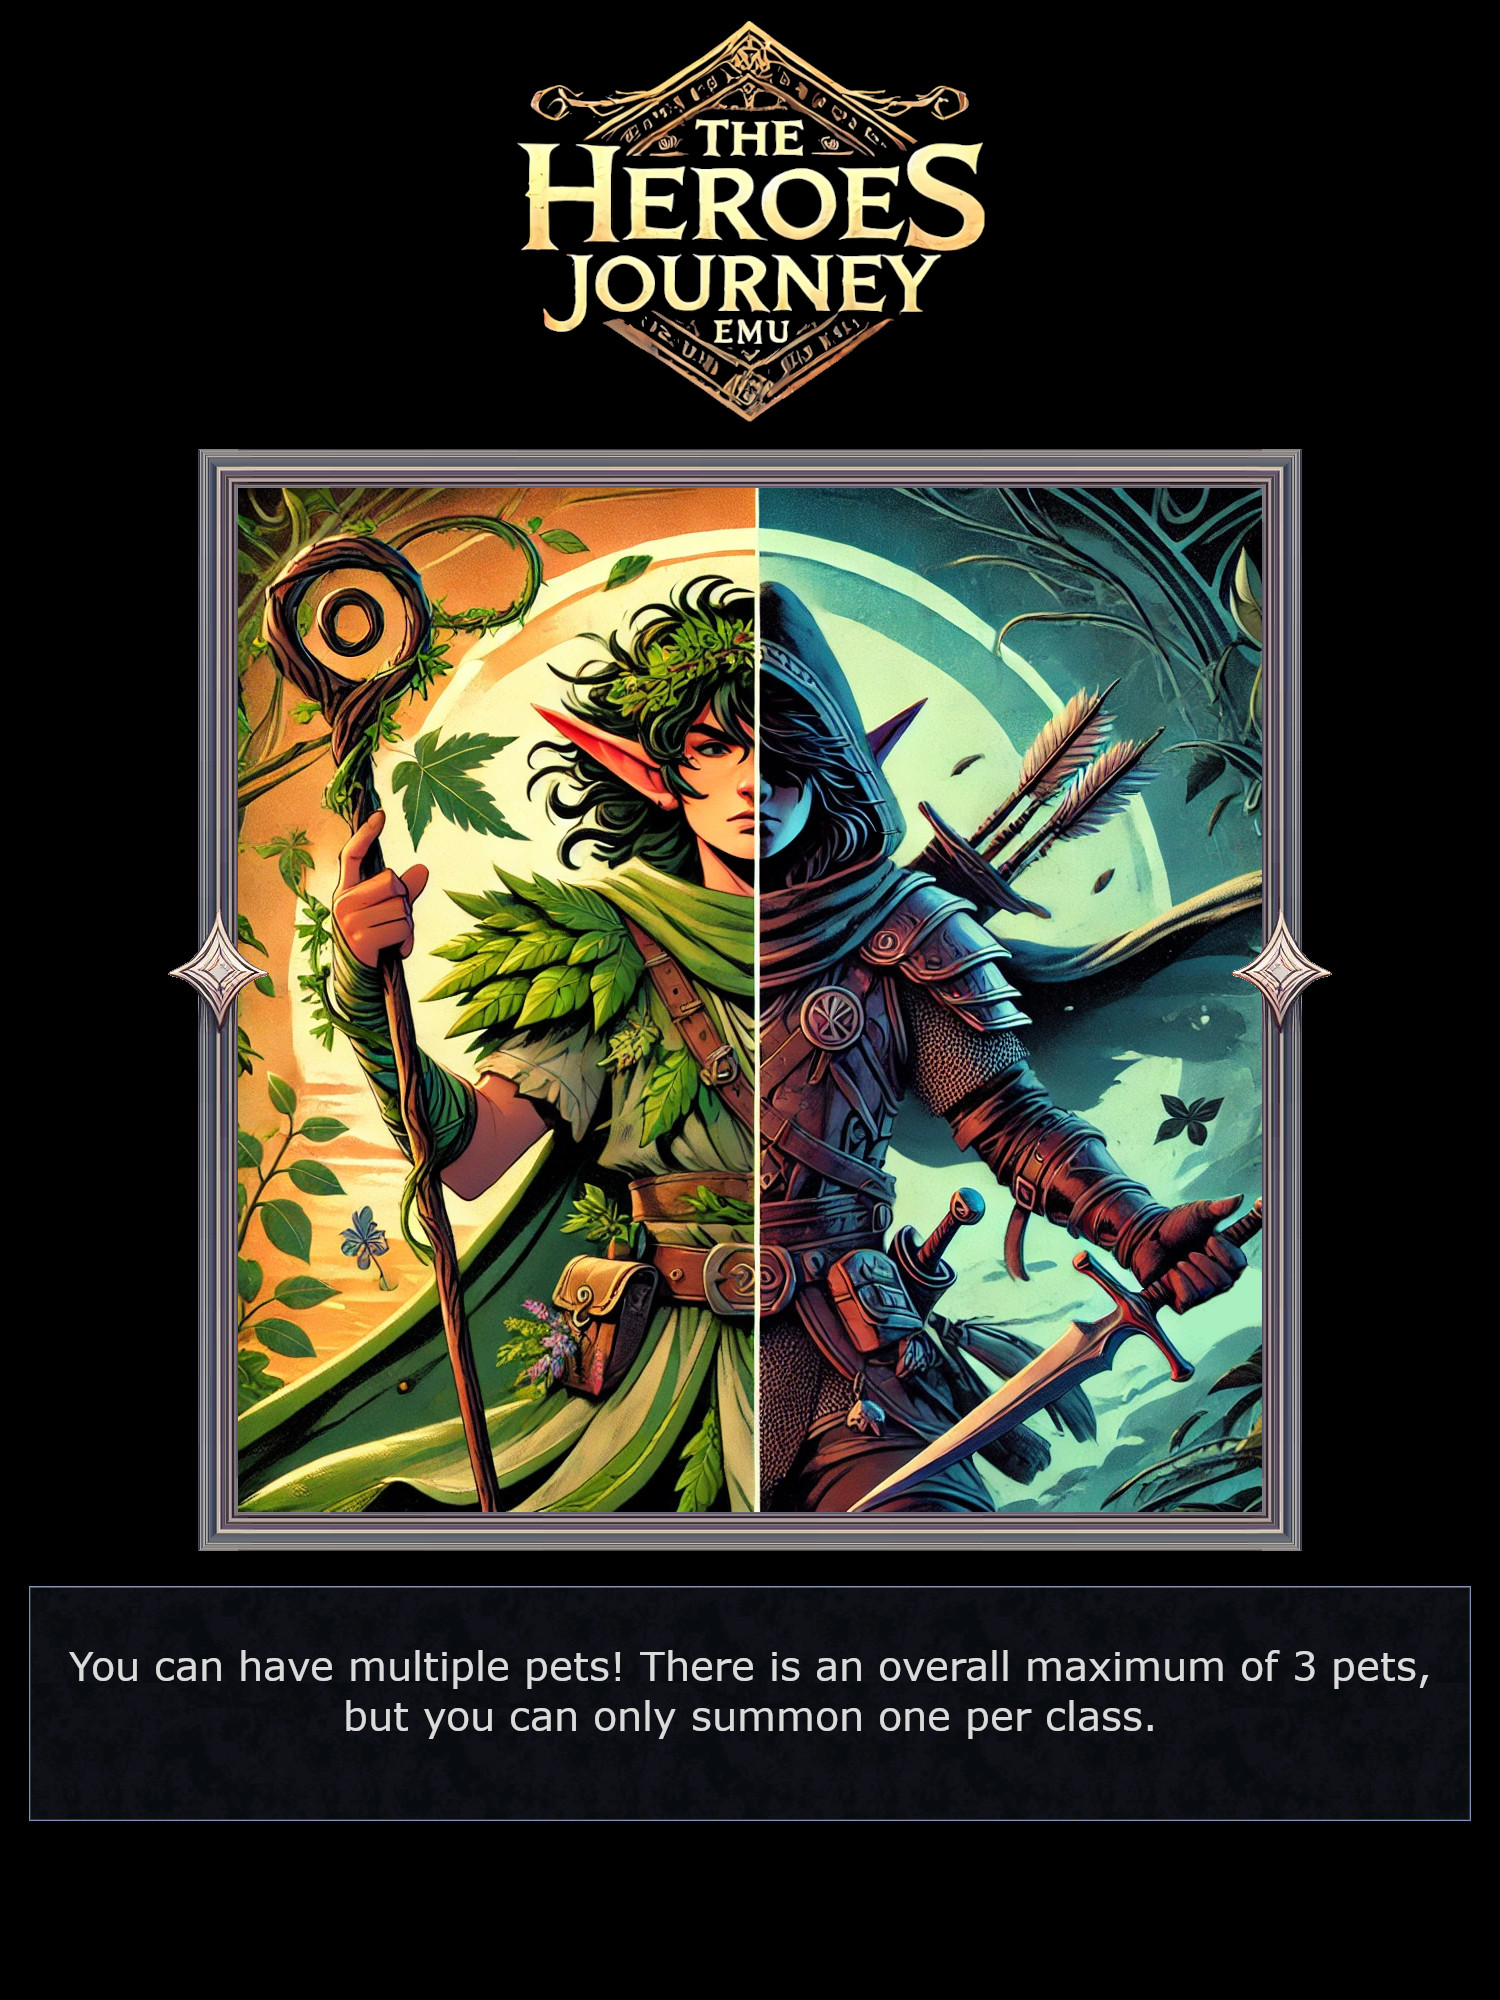 THE
HEROES
JOURNEY
EMU
You can have multiple pets! There is an overall maximum of 3 pets,
but you can only summon one per class.